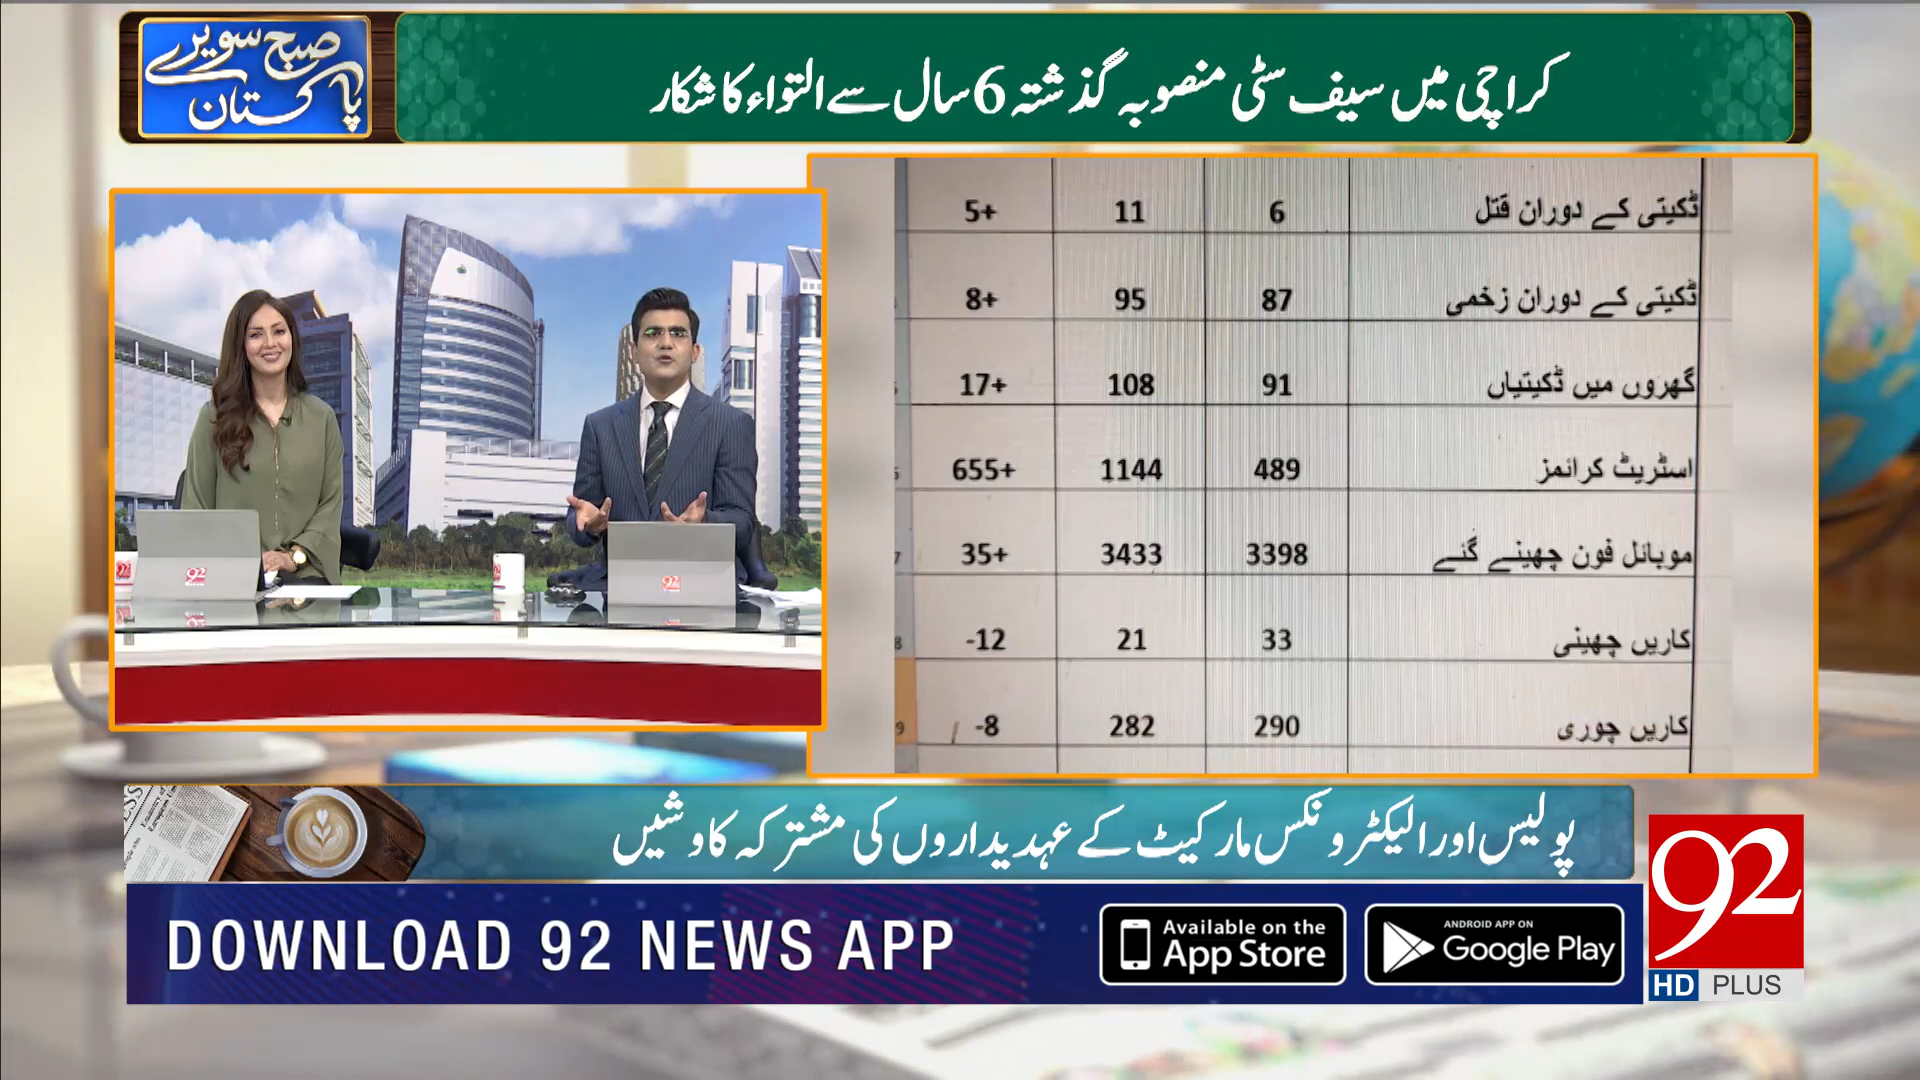 صبح سویرے پاکستان
کراچی میں سیف سٹی منصوبہ گذشتہ 6 سال سے التواء کا شکار
ڈکیتی کے دوران قتل 6 11 5+
ڈکیتی کے دوران زخمی 87 95 8+
گھروں میں ڈکیتیاں 91 108 17+
اسٹریٹ کرائمز 489 1144 655+
موبائل فون چھینے گئے 3398 3433 35+
کاریں چھینی 33 21 -12
کاریں چوری 290 282 -8
پولیس اور الیکٹرونکس مارکیٹ کے عہدیداروں کی مشترکہ کاوشیں
DOWNLOAD 92 NEWS APP
Available on the
App Store
ANDROID APP ON
Google Play
92
HD PLUS
92
92